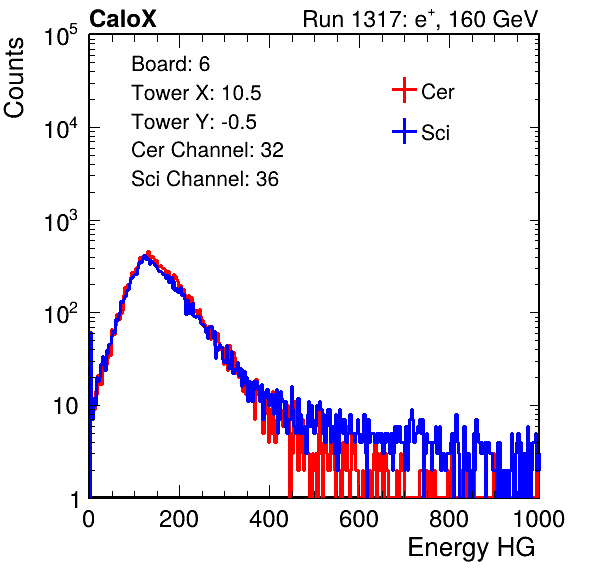 CaloX Run 1317: e⁺, 160 GeV
Counts
Board: 6
Tower X: 10.5
Tower Y: -0.5
Cer Channel: 32
Sci Channel: 36
Cer
Sci
10⁵
10⁴
10³
10²
10
1
0 200 400 600 800 1000
Energy HG